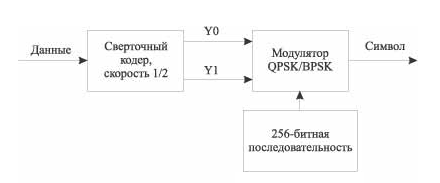 Данные
Сверточный
кодер,
скорость 1/2
Y0
Y1
Модулятор
QPSK/BPSK
Символ
256-битная
последовательность